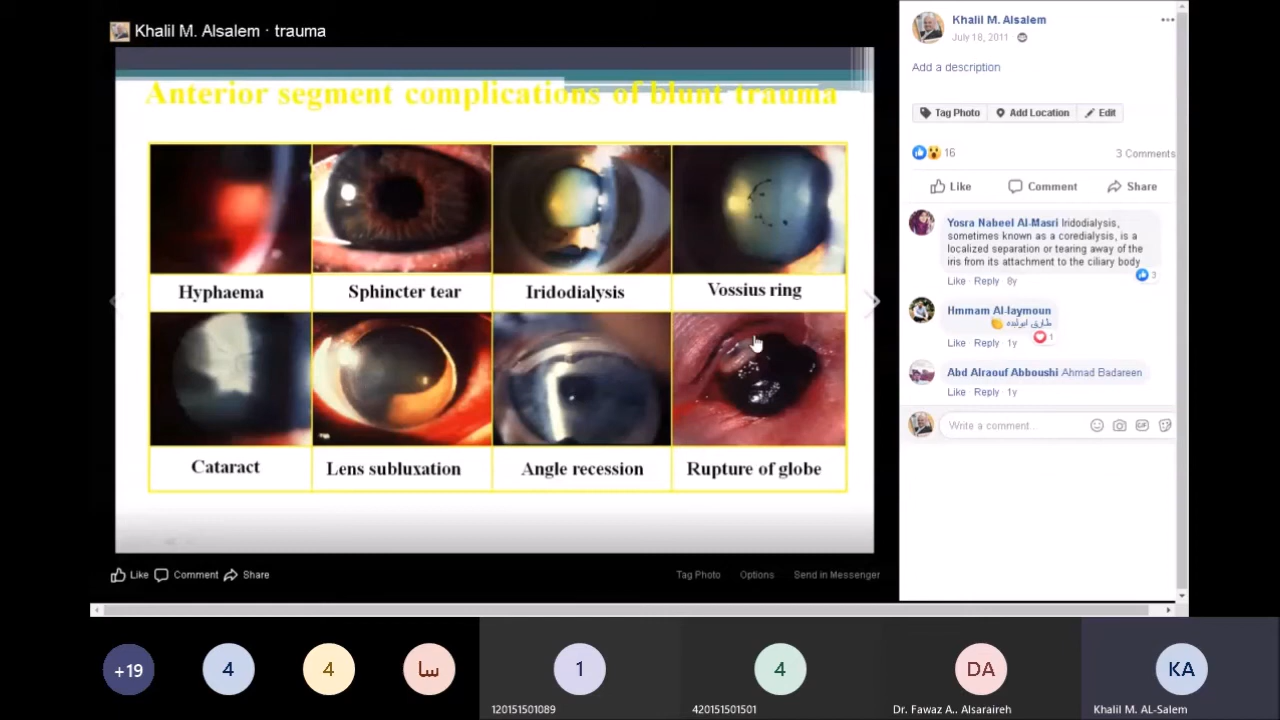 Khalil M. Alsalem · trauma
Anterior segment complications of blunt trauma
Hyphaema
Sphincter tear
Iridodialysis
Vossius ring
Cataract
Lens subluxation
Angle recession
Rupture of globe
Like Comment Share
Tag Photo Options Send in Messenger
Khalil M. Alsalem
July 18, 2011
Add a description
Tag Photo Add Location Edit
16
3 Comments
Like Comment Share
Yosra Nabeel Al-Masri Iridodialysis,
sometimes known as a coredialysis, is a
localized separation or tearing away of the
iris from its attachment to the ciliary body
3
Like Reply 8y
Hmmam Al-laymoun
1
Like Reply 1y
Abd Alraouf Abboushi Ahmad Badareen
Like Reply 1y
Write a comment...
GIF
+19
4
4
سا
1
120151501089
4
420151501501
DA
Dr. Fawaz A.. Alsaraireh
KA
Khalil M. AL-Salem